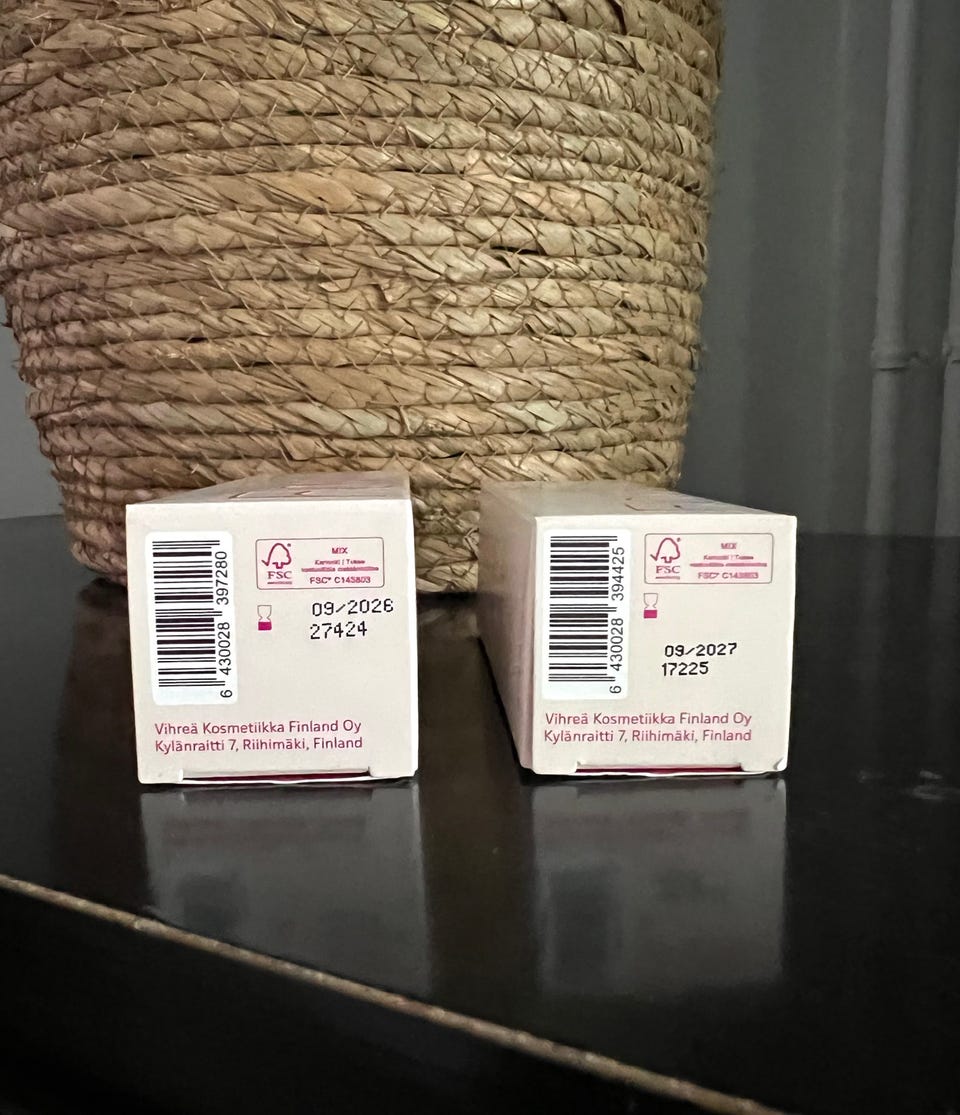 6 430028 397280
FSC
MIX
FSC® C143803
09/2026
27424
Vihreä Kosmetiikka Finland Oy
Kylänraitti 7, Riihimäki, Finland
6 430028 394425
FSC
MIX
FSC® C143803
09/2027
17225
Vihreä Kosmetiikka Finland Oy
Kylänraitti 7, Riihimäki, Finland